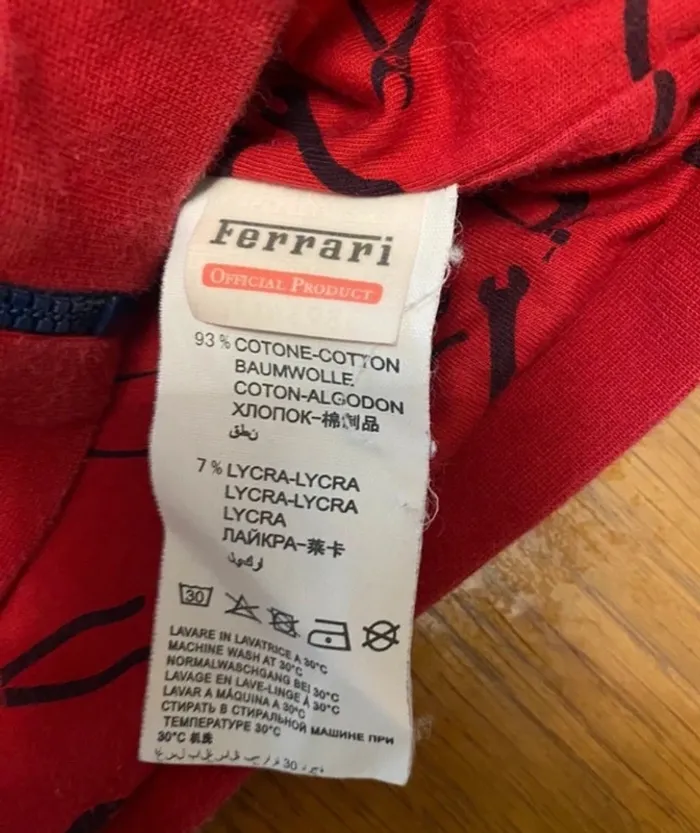 Ferrari
OFFICIAL PRODUCT
93 % COTONE-COTTON
BAUMWOLLE
COTON-ALGODON
ХЛОПОК-棉制品
7 % LYCRA-LYCRA
LYCRA-LYCRA
LYCRA
ЛАЙКРА-莱卡
30
LAVARE IN LAVATRICE A 30°C
MACHINE WASH AT 30°C
NORMALWASCHGANG BEI 30°C
LAVAGE EN LAVE-LINGE À 30°C
LAVAR A MÁQUINA A 30°C
СТИРАТЬ В СТИРАЛЬНОЙ МАШИНЕ ПРИ
ТЕМПЕРАТУРЕ 30°C
30°C 机洗
30